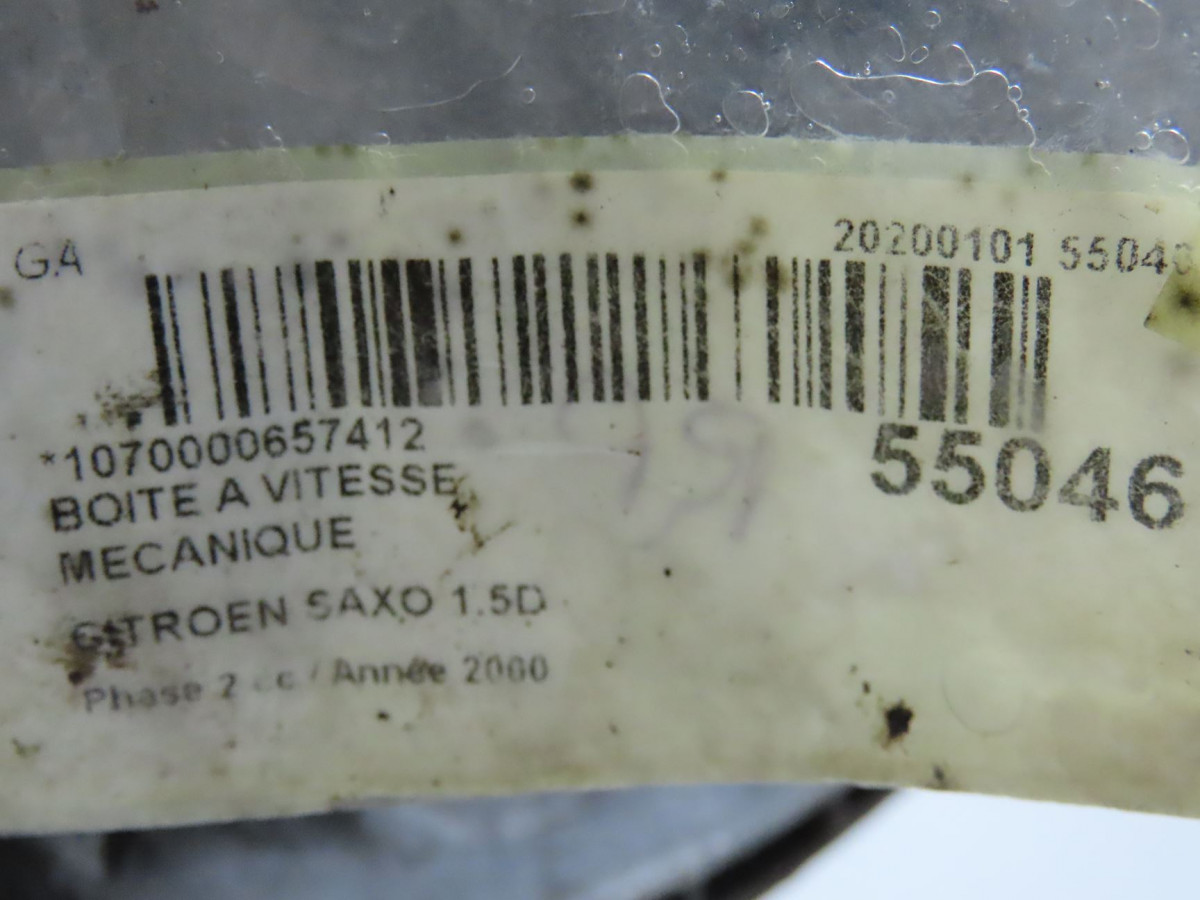 GA
20200101 55046
*1070000657412
55046
BOITE A VITESSE
MECANIQUE
CITROEN SAXO 1.5D
Phase 2 - c / Année 2000